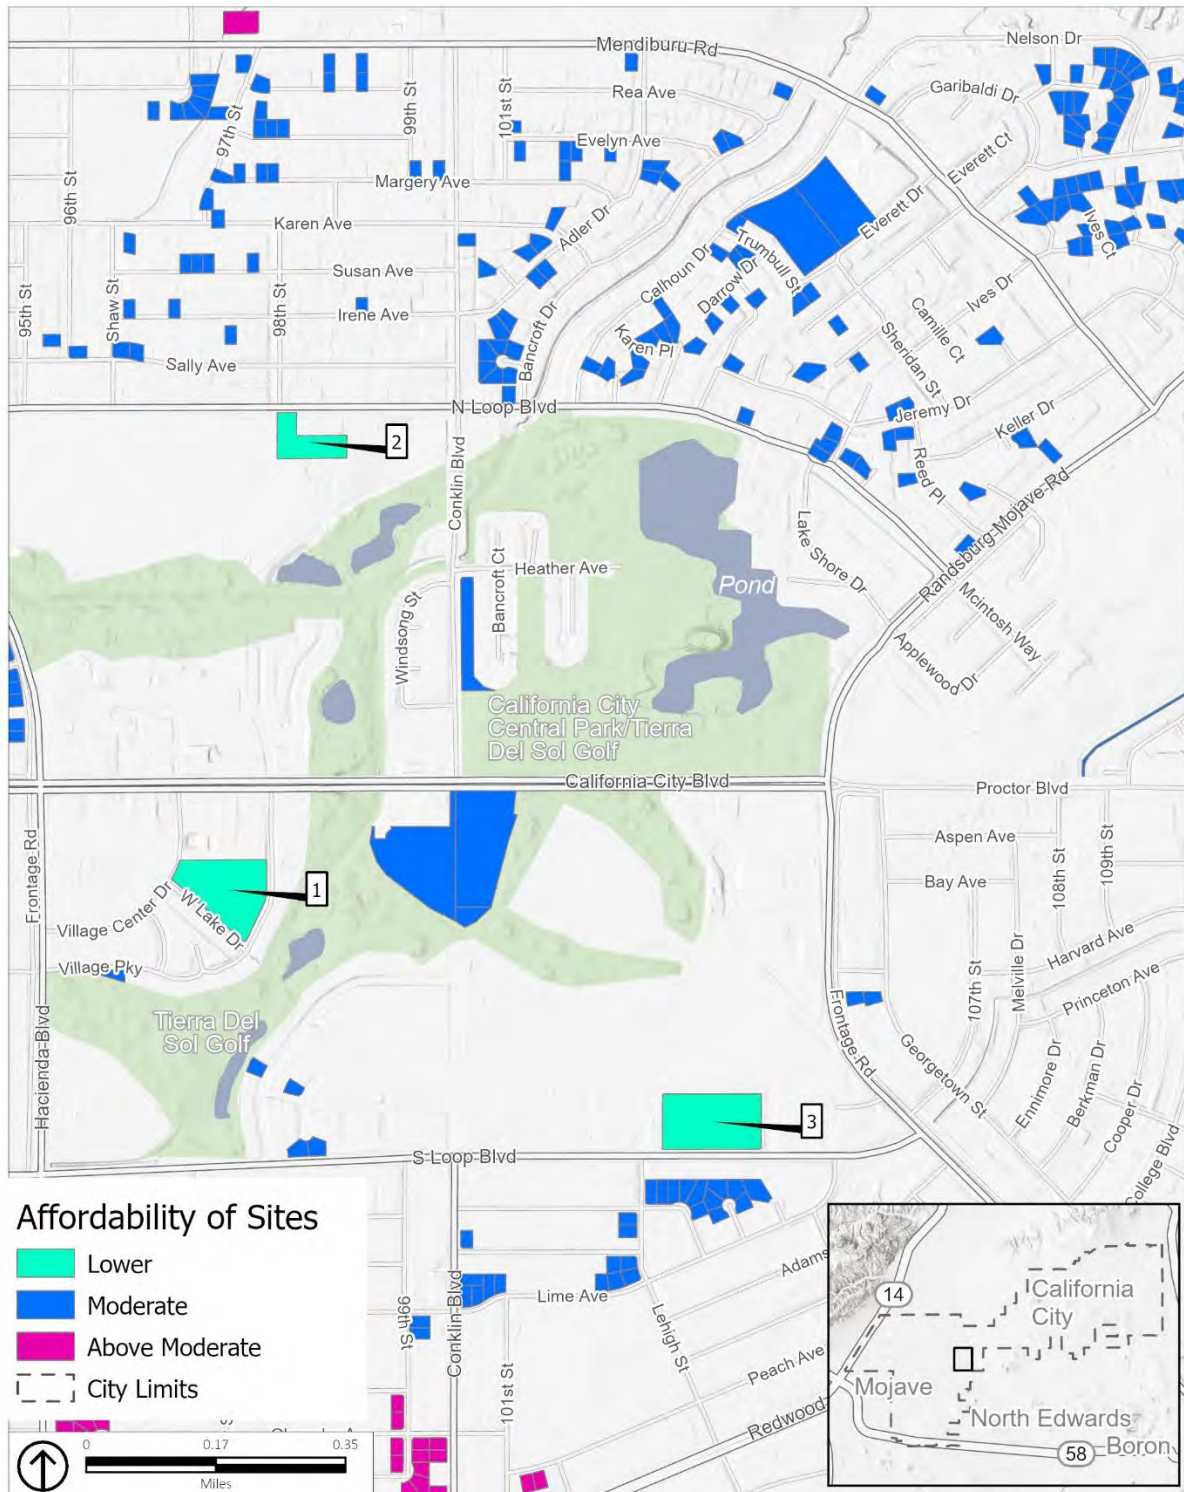 Mendiburu Rd
Nelson Dr
Garibaldi Dr
Rea Ave
99th St
101st St
97th St
Evelyn Ave
Everett Ct
96th St
Margery Ave
Karen Ave
Adler Dr
Everett Dr
Ives Ct
Trumbull St
Susan Ave
Calhoun Dr
Darrow Dr
Ives Dr
95th St
Shaw St
98th St
Irene Ave
Bancroft Dr
Karen Pl
Camille Ct
Sheridan St
Sally Ave
N Loop Blvd
Jeremy Dr
Keller Dr
2
Conklin Blvd
Reed Pl
Randsburg-Mojave-Rd
Lake Shore Dr
Bancroft Ct
Heather Ave
Pond
Windsong St
Mcintosh Way
Applewood Dr
California City
Central Park/Tierra
Del Sol Golf
California City Blvd
Proctor Blvd
Frontage Rd
Aspen Ave
108th St
109th St
Bay Ave
1
Village Center Dr
W Lake Dr
Village Pky
Harvard Ave
107th St
Melville Dr
Princeton Ave
Tierra Del
Sol Golf
Frontage-Rd
Georgetown St
Hacienda-Blvd
Ennimore Dr
Berkman Dr
Cooper Dr
College Blvd
3
S Loop Blvd
Affordability of Sites
Lower
Moderate
Above Moderate
City Limits
Adams
Lime Ave
99th St
Conklin-Blvd
Lehigh St
101st St
Peach Ave
Redwood
14
California
City
Mojave
North Edwards
Boron
58
0
0.17
0.35
Miles